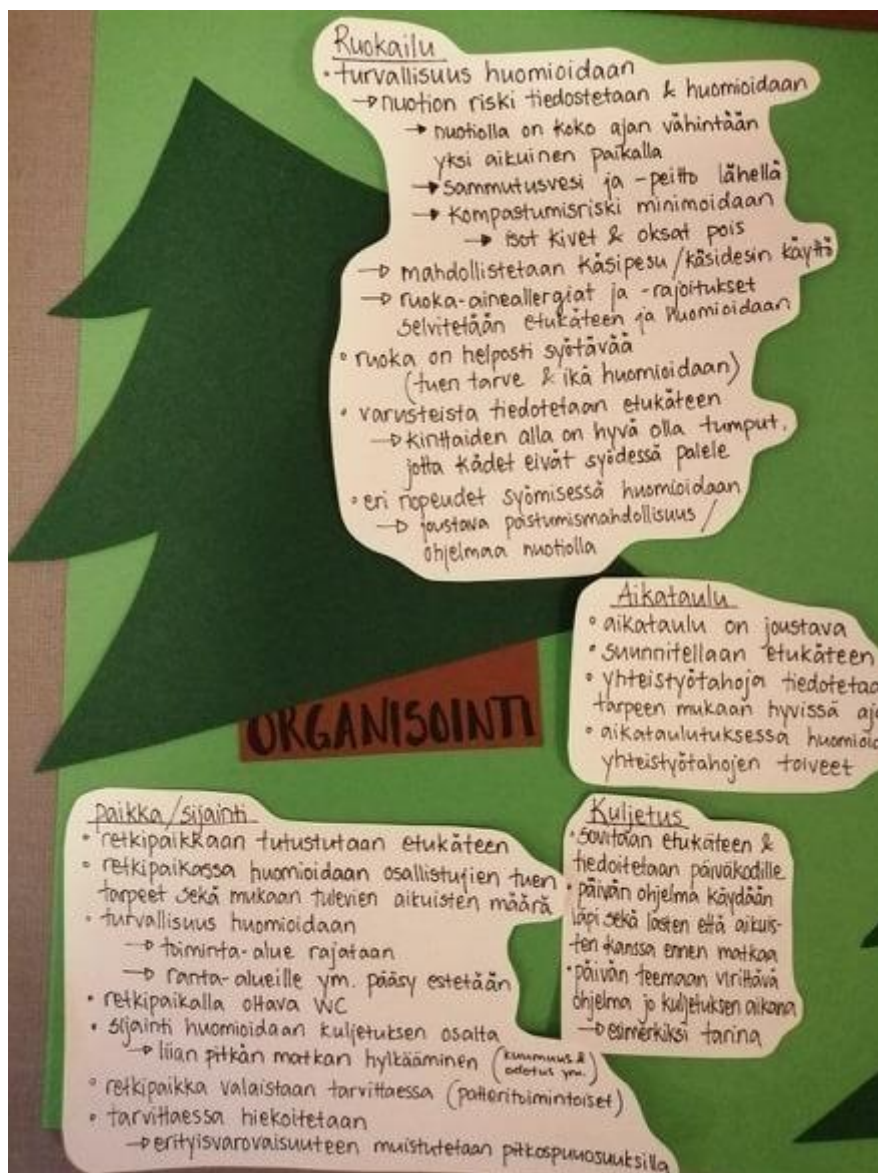 Ruokailu
• turvallisuus huomioidaan
→ nuotion riski tiedostetaan & huomioidaan
→ nuotiolla on koko ajan vähintään
yksi aikuinen paikalla
→ sammutusvesi ja -peitto lähellä
→ kompastumisriski minimoidaan
→ isot kivet & oksat pois
→ mahdollistetaan käsipesu/käsidesin käyttö
→ ruoka-aineallergiat ja -rajoitukset
selvitetään etukäteen ja huomioidaan
• ruoka on helposti syötävää
(tuen tarve & ikä huomioidaan)
• varusteista tiedotetaan etukäteen
→ kinttaiden alla on hyvä olla tumput,
jotta kädet eivät syödessä palele
• eri nopeudet syömisessä huomioidaan
→ joustava paistumismahdollisuus/
ohjelmaa nuotiolla
Aikataulu
• aikataulu on joustava
• suunnitellaan etukäteen
• yhteistyötahoja tiedotetaa
tarpeen mukaan hyvissä aj
• aikataulutuksessa huomioid
yhteistyötahojen toiveet
ORGANISOINTI
paikka/sijainti
• retkipaikkaan tutustutaan etukäteen
• retkipaikassa huomioidaan osallistujien tuen
tarpeet sekä mukaan tulevien aikuisten määrä
• turvallisuus huomioidaan
→ toiminta-alue rajataan
→ ranta-alueille ym. pääsy estetään
• retkipaikalla oltava WC
• sijainti huomioidaan kuljetuksen osalta
→ liian pitkän matkan hylkääminen (kuumuus &
odotus ym.)
• retkipaikka valaistaan tarvittaessa (patteritoimintoiset)
• tarvittaessa hiekoitetaan
→ erityisvarovaisuuteen muistutetaan pitkospuuosuuksilla
Kuljetus
• sovitaan etukäteen &
tiedoitetaan päiväkodille
• päivän ohjelma käydään
läpi sekä lasten että aikuis-
ten kanssa ennen matkaa
• päivän teemaan virittävä
ohjelma jo kuljetuksen aikana
→ esimerkiksi tarina